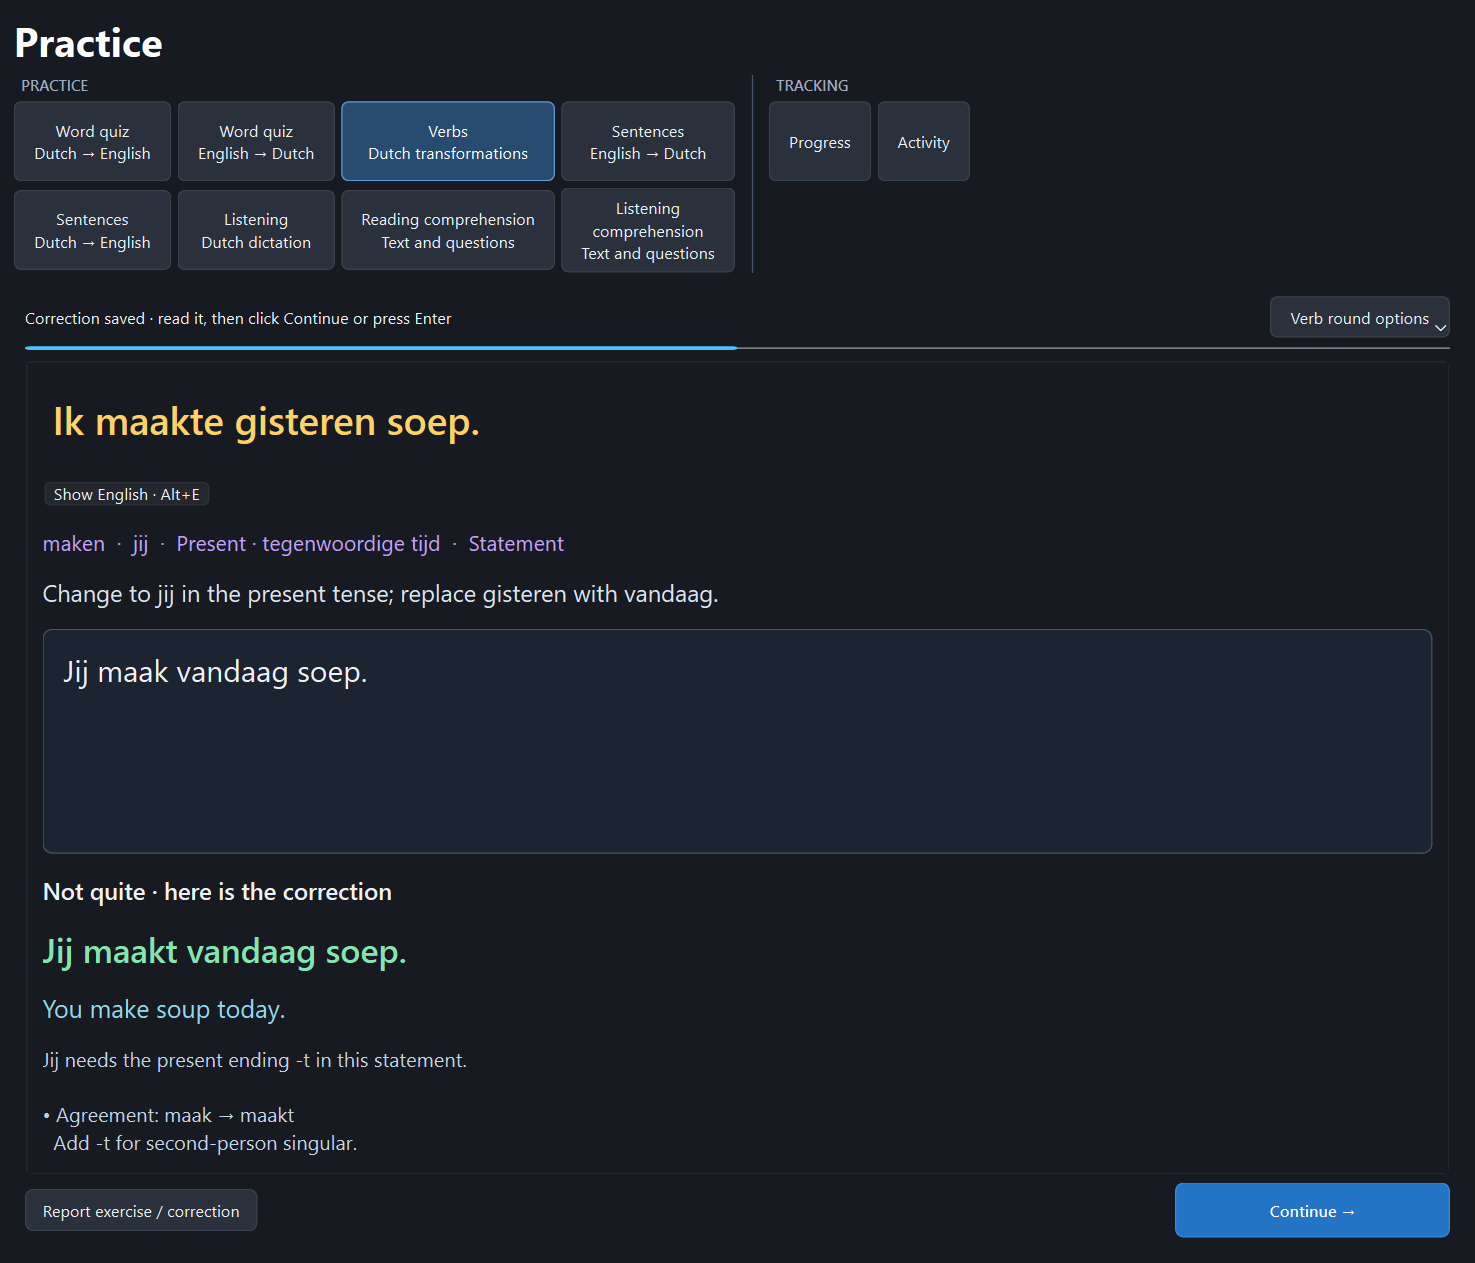 Practice
PRACTICE
TRACKING
Word quiz
Dutch → English
Word quiz
English → Dutch
Verbs
Dutch transformations
Sentences
English → Dutch
Progress
Activity
Sentences
Dutch → English
Listening
Dutch dictation
Reading comprehension
Text and questions
Listening
comprehension
Text and questions
Correction saved · read it, then click Continue or press Enter
Verb round options
Ik maakte gisteren soep.
Show English · Alt+E
maken · jij · Present · tegenwoordige tijd · Statement
Change to jij in the present tense; replace gisteren with vandaag.
Jij maak vandaag soep.
Not quite · here is the correction
Jij maakt vandaag soep.
You make soup today.
Jij needs the present ending -t in this statement.
• Agreement: maak → maakt
Add -t for second-person singular.
Report exercise / correction
Continue →